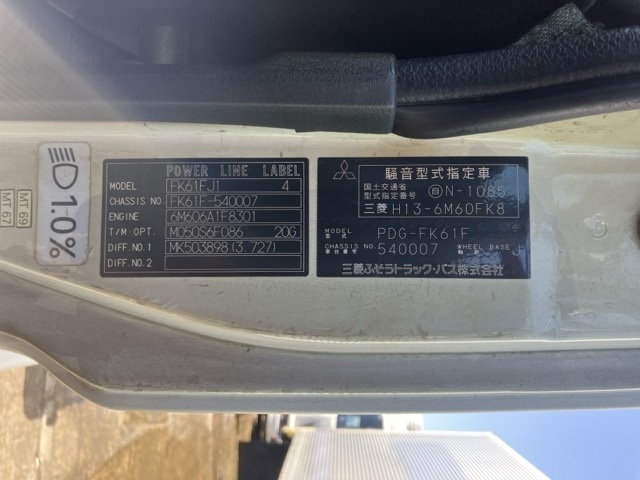 POWER LINE LABEL
MODEL FK61FJ1 4
CHASSIS NO FK61F-540007
ENGINE 6M606A1F8301
T/M·OPT. M050S6F086 20G
DIFF NO.1 MK503898 (3.727)
DIFF NO.2
騒音型式指定車
国土交通省
型式指定番号 自N-1085
三菱 H13-6M60FK8
MODEL 型式 PDG-FK61F
CHASSIS NO. 車台番号 540007 WHEEL BASE J
三菱ふそうトラック・バス株式会社
1.0%
MT 69
MT 67